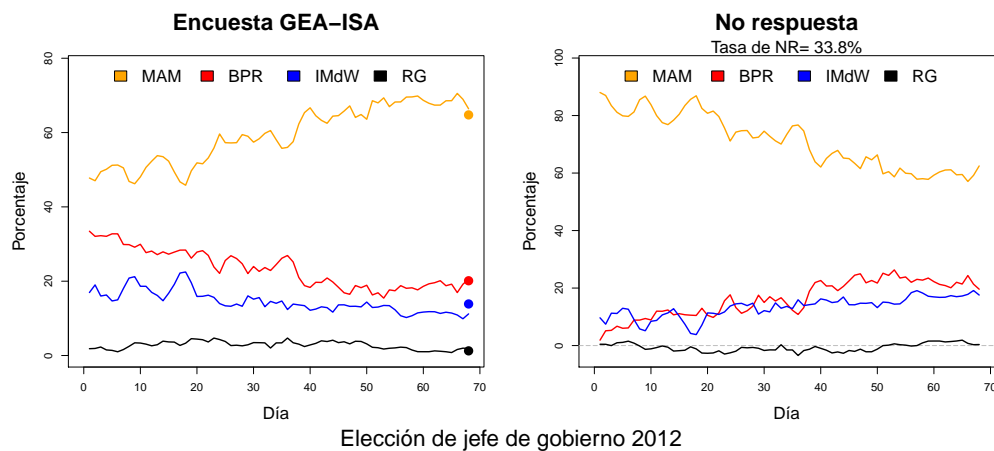 Encuesta GEA−ISA
MAM BPR IMdW RG
Porcentaje
80
60
40
20
0
0 10 20 30 40 50 60 70
Día
No respuesta
Tasa de NR= 33.8%
MAM BPR IMdW RG
Porcentaje
100
80
60
40
20
0
0 10 20 30 40 50 60 70
Día
Elección de jefe de gobierno 2012